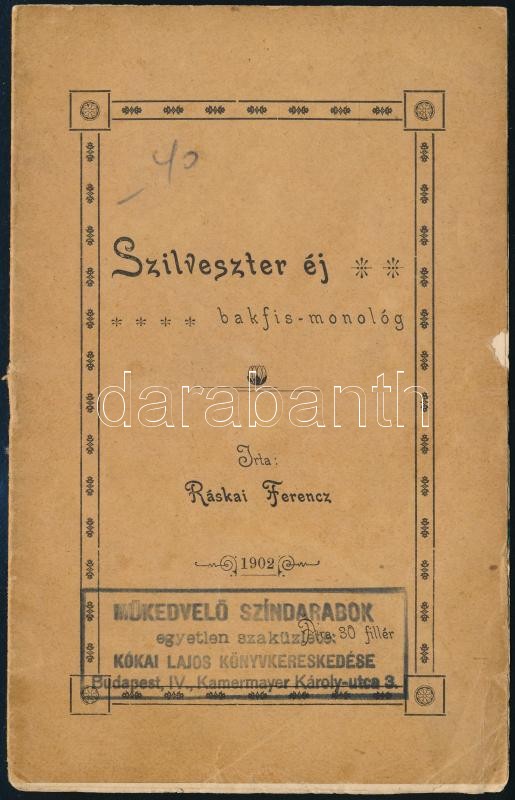 40
Szilveszter éj
bakfis-monológ
darabanth
Irta:
Ráskai Ferencz
1902
MŰKEDVELŐ SZÍNDARABOK
egyetlen szaküzlete:
Ára: 30 fillér
KÓKAI LAJOS KÖNYVKERESKEDÉSE
Budapest, IV., Kamermayer Károly-utca 3.